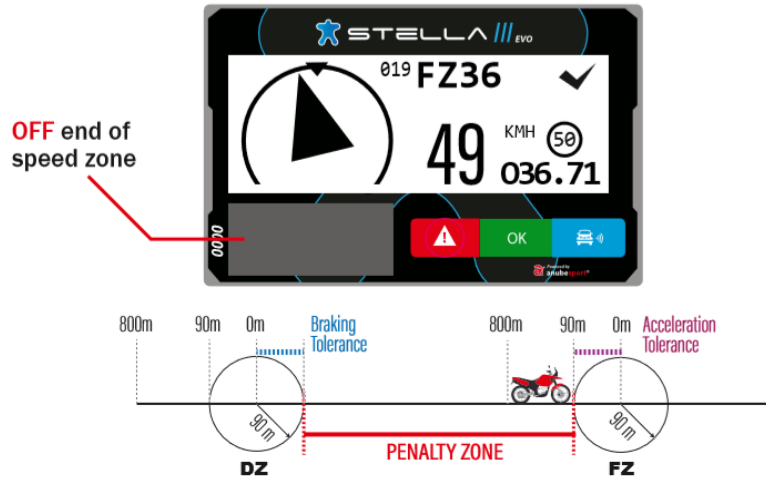 STELLA III EVO
019 FZ36
49 KMH 50
036.71
OFF end of
speed zone
0000
OK
Powered by
anubesport®
800m 90m 0m Braking
Tolerance
800m 90m 0m Acceleration
Tolerance
90 m
90 m
PENALTY ZONE
DZ
FZ